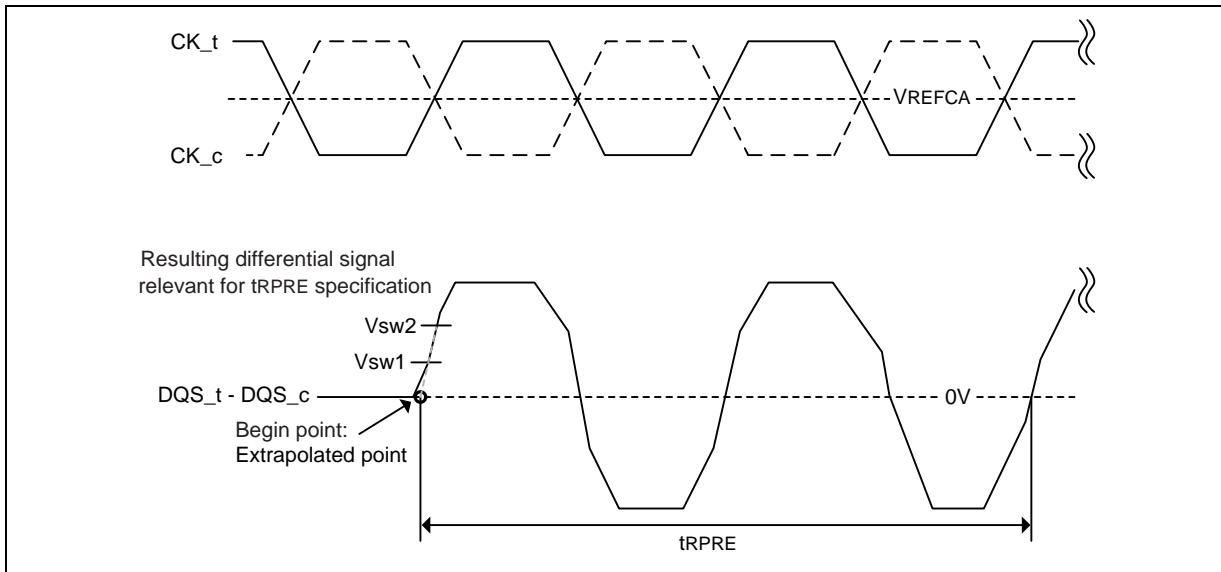 CK_t
VREFCA
CK_c
Resulting differential signal
relevant for tRPRE specification
Vsw2
Vsw1
DQS_t - DQS_c
0V
Begin point:
Extrapolated point
tRPRE